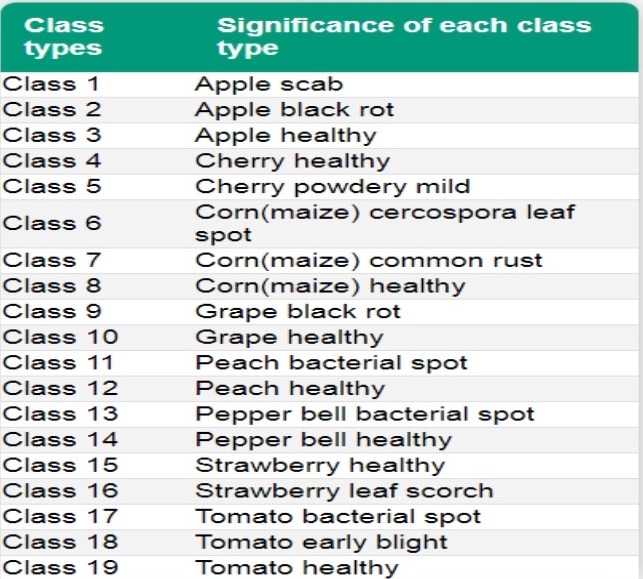 Class types Significance of each class type
Class 1 Apple scab
Class 2 Apple black rot
Class 3 Apple healthy
Class 4 Cherry healthy
Class 5 Cherry powdery mild
Class 6 Corn(maize) cercospora leaf spot
Class 7 Corn(maize) common rust
Class 8 Corn(maize) healthy
Class 9 Grape black rot
Class 10 Grape healthy
Class 11 Peach bacterial spot
Class 12 Peach healthy
Class 13 Pepper bell bacterial spot
Class 14 Pepper bell healthy
Class 15 Strawberry healthy
Class 16 Strawberry leaf scorch
Class 17 Tomato bacterial spot
Class 18 Tomato early blight
Class 19 Tomato healthy